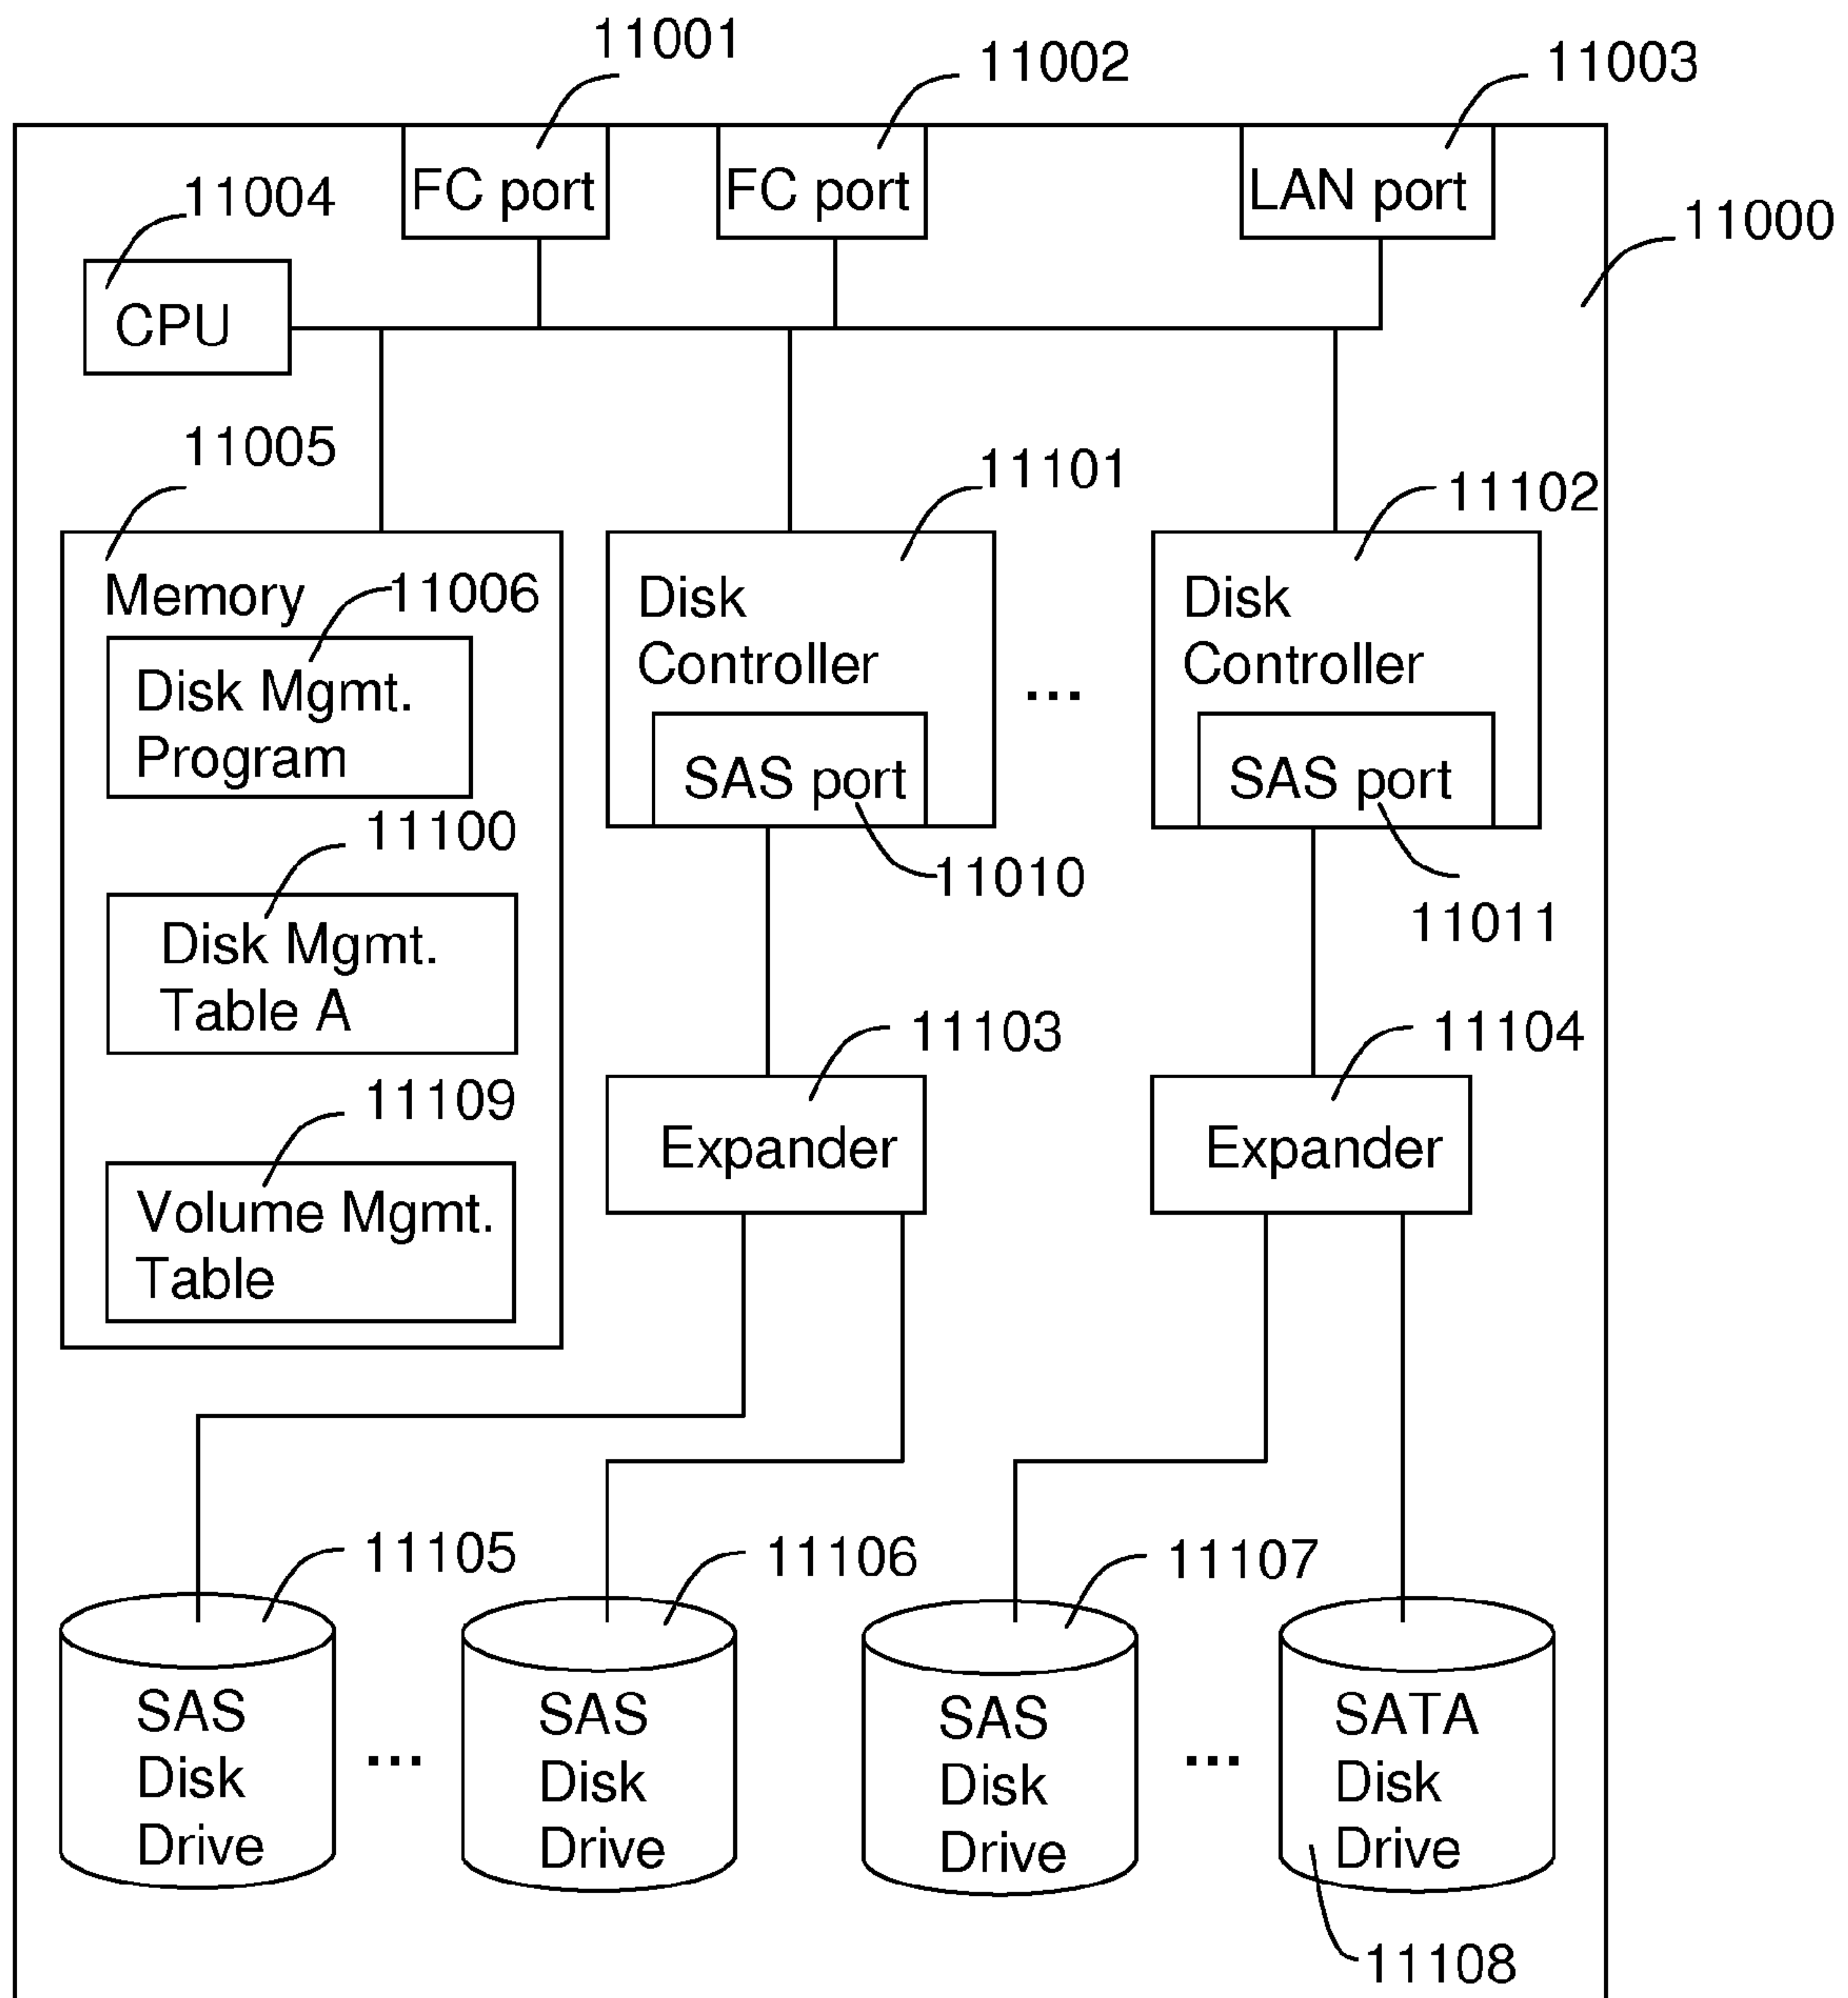 11001
11002
11003
FC port
FC port
LAN port
11004
11000
CPU
11005
11101
11102
Memory
11006
Disk Mgmt.
Program
11100
Disk Mgmt.
Table A
11109
Volume Mgmt.
Table
Disk
Controller
SAS port
11010
...
Disk
Controller
SAS port
11011
11103
Expander
11104
Expander
11105
SAS
Disk
Drive
...
11106
SAS
Disk
Drive
11107
SAS
Disk
Drive
...
SATA
Disk
Drive
11108